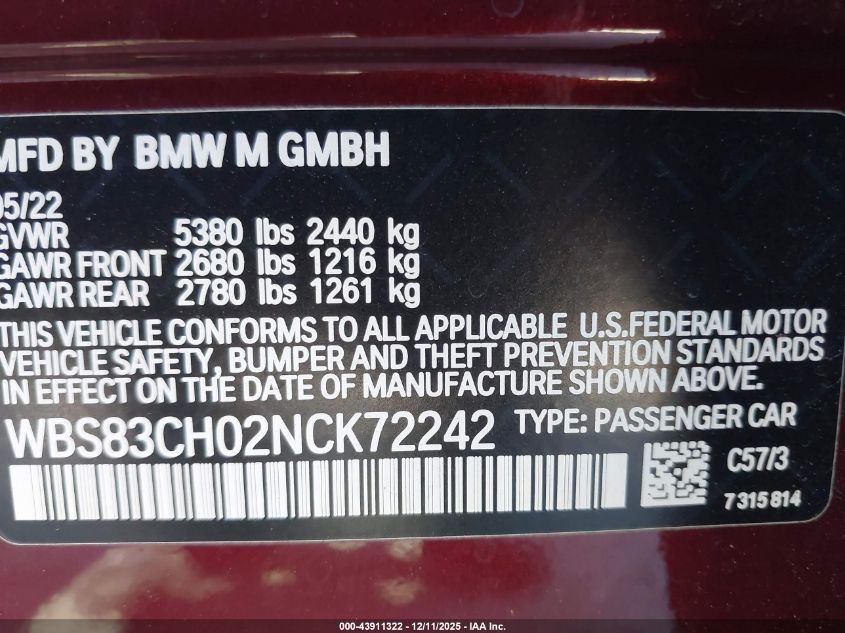 MFD BY BMW M GMBH
05/22
GVWR 5380 lbs 2440 kg
GAWR FRONT 2680 lbs 1216 kg
GAWR REAR 2780 lbs 1261 kg
THIS VEHICLE CONFORMS TO ALL APPLICABLE U.S.FEDERAL MOTOR
VEHICLE SAFETY, BUMPER AND THEFT PREVENTION STANDARDS
IN EFFECT ON THE DATE OF MANUFACTURE SHOWN ABOVE.
WBS83CH02NCK72242 TYPE: PASSENGER CAR
C57/3
7 315 814
000-43911322 - 12/11/2025 - IAA Inc.